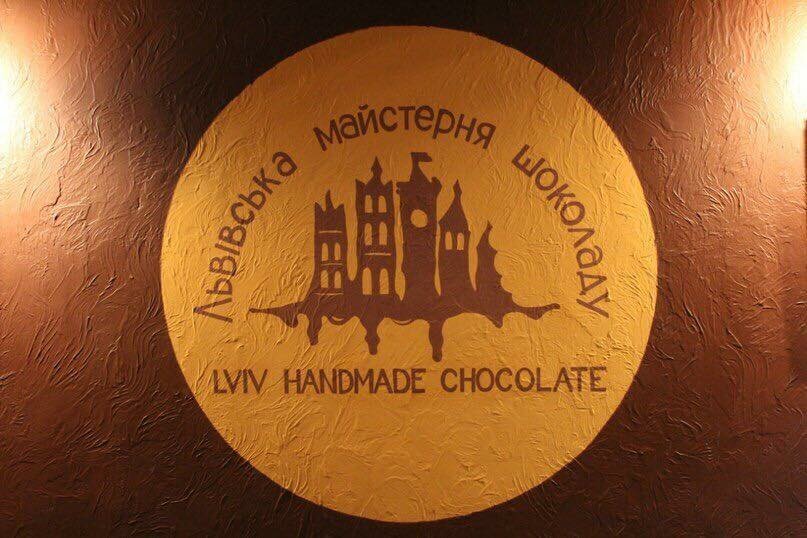 Львівська майстерня шоколаду
LVIV HANDMADE CHOCOLATE